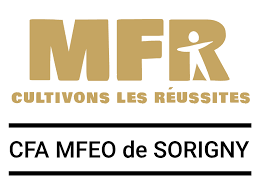 MFR
CULTIVONS LES RÉUSSITES
CFA MFEO de SORIGNY